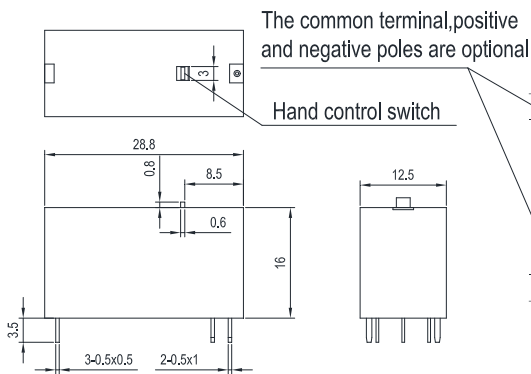 The common terminal,positive
and negative poles are optional
3
Hand control switch
28.8
0.8
8.5
12.5
0.6
16
3.5
3-0.5x0.5
2-0.5x1